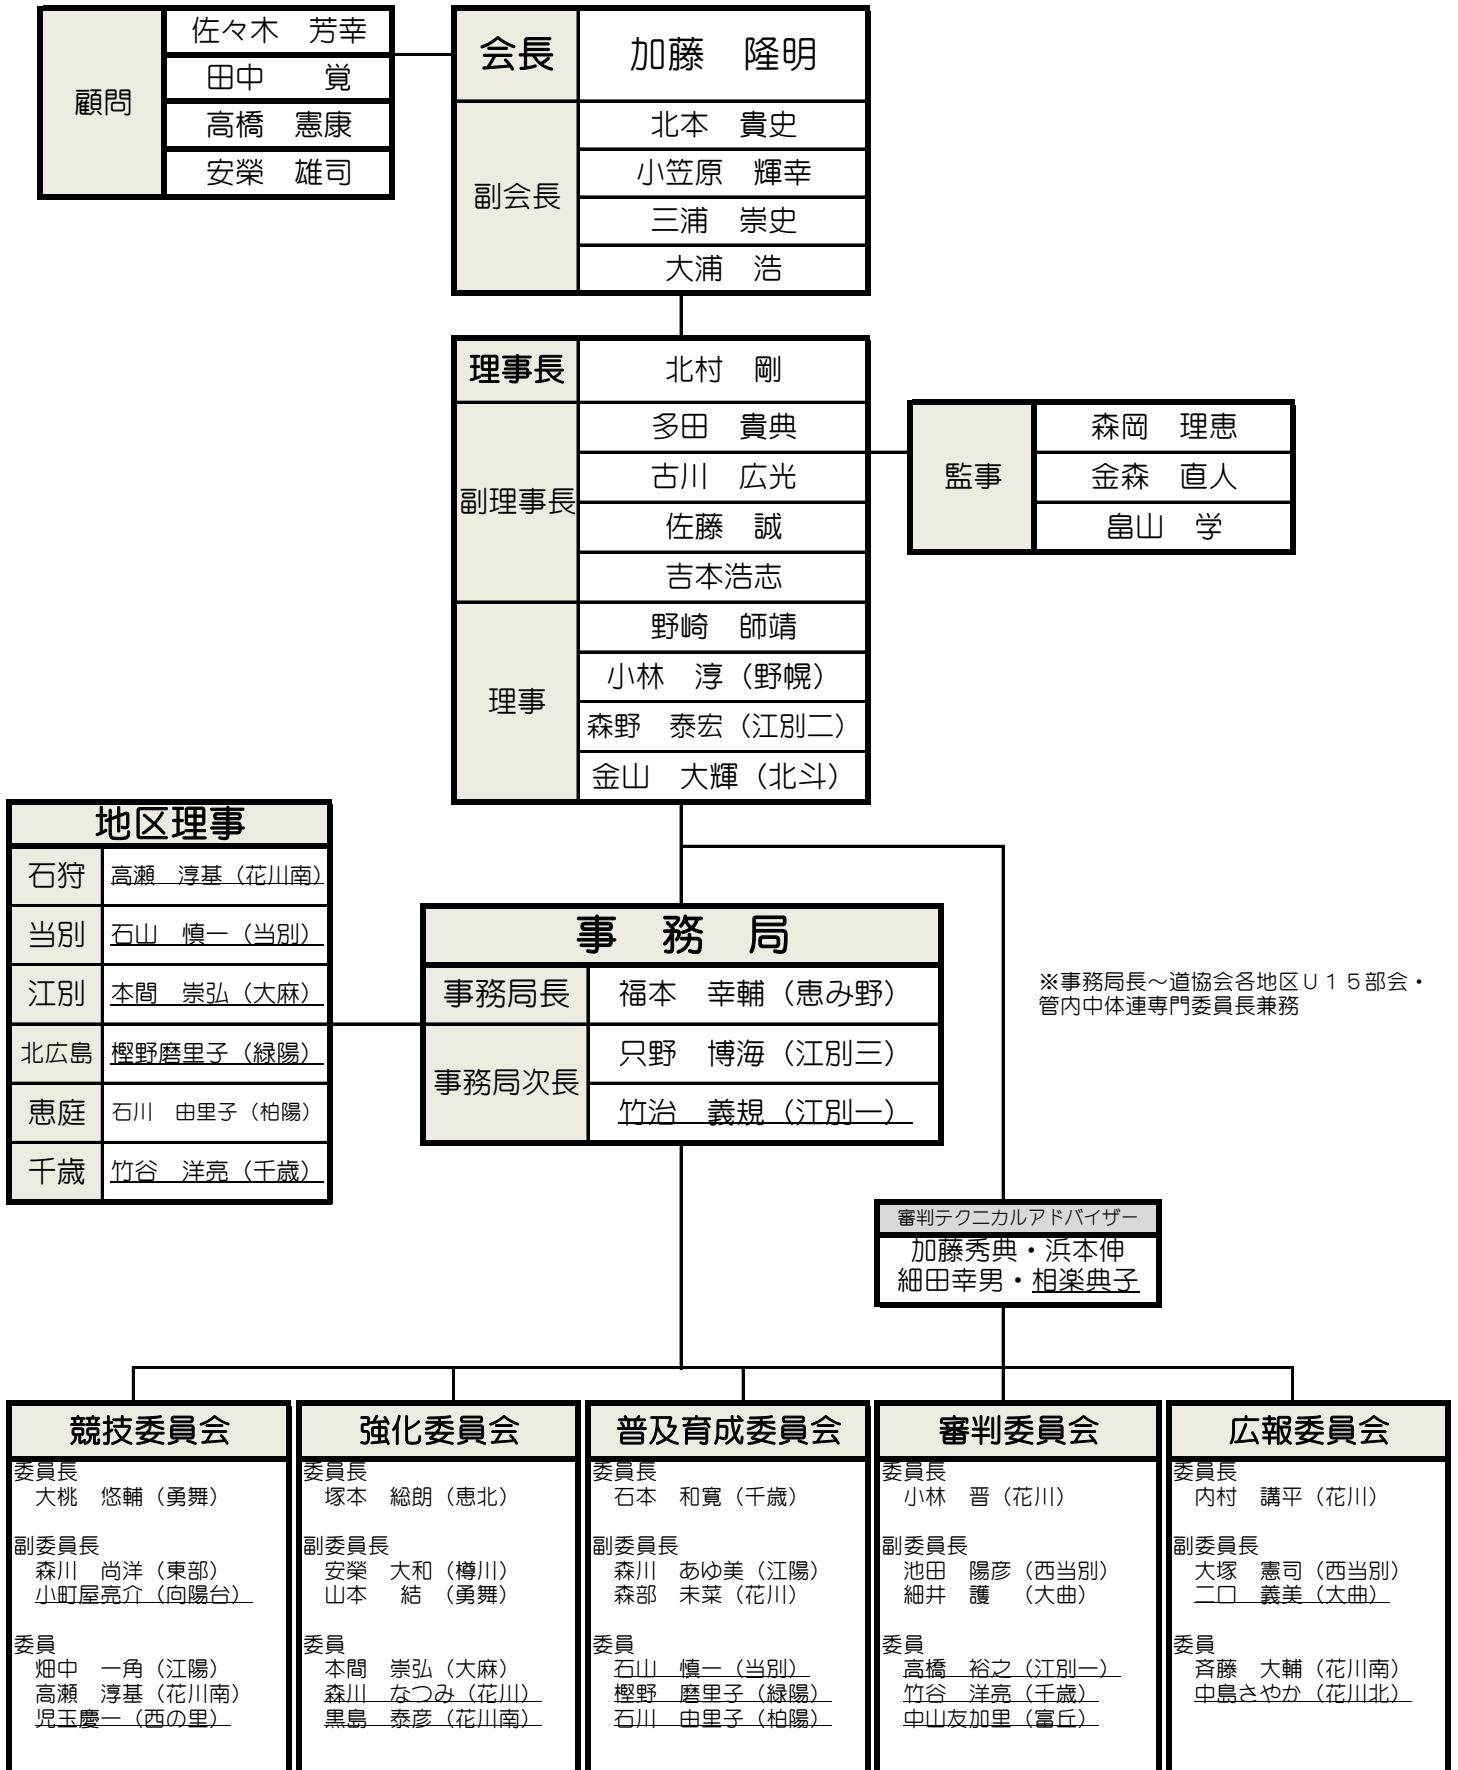 顧問
佐々木　芳幸
田中　　覚
高橋　憲康
安榮　雄司
会長
加藤　隆明
副会長
北本　貴史
小笠原　輝幸
三浦　崇史
大浦　浩
理事長
北村　剛
副理事長
多田　貴典
古川　広光
佐藤　誠
吉本浩志
理事
野崎　師靖
小林　淳（野幌）
森野　泰宏（江別二）
金山　大輝（北斗）
監事
森岡　理恵
金森　直人
畠山　学
地区理事
石狩　高瀬　淳基（花川南）
当別　石山　慎一（当別）
江別　本間　崇弘（大麻）
北広島　樫野磨里子（緑陽）
恵庭　石川　由里子（柏陽）
千歳　竹谷　洋亮（千歳）
事　務　局
事務局長
福本　幸輔（恵み野）
事務局次長
只野　博海（江別三）
竹治　義規（江別一）
※事務局長～道協会各地区Ｕ１５部会・
管内中体連専門委員長兼務
審判テクニカルアドバイザー
加藤秀典・浜本伸
細田幸男・相楽典子
競技委員会
委員長
大桃　悠輔（勇舞）
副委員長
森川　尚洋（東部）
小町屋亮介（向陽台）
委員
畑中　一角（江陽）
高瀬　淳基（花川南）
児玉慶一（西の里）
強化委員会
委員長
塚本　総朗（恵北）
副委員長
安榮　大和（樽川）
山本　結　（勇舞）
委員
本間　崇弘（大麻）
森川　なつみ（花川）
黒島　泰彦（花川南）
普及育成委員会
委員長
石本　和寛（千歳）
副委員長
森川　あゆ美（江陽）
森部　未菜（花川）
委員
石山　慎一（当別）
樫野　磨里子（緑陽）
石川　由里子（柏陽）
審判委員会
委員長
小林　晋（花川）
副委員長
池田　陽彦（西当別）
細井　護　（大曲）
委員
高橋　裕之（江別一）
竹谷　洋亮（千歳）
中山友加里（富丘）
広報委員会
委員長
内村　講平（花川）
副委員長
大塚　憲司（西当別）
二口　義美（大曲）
委員
斉藤　大輔（花川南）
中島さやか（花川北）